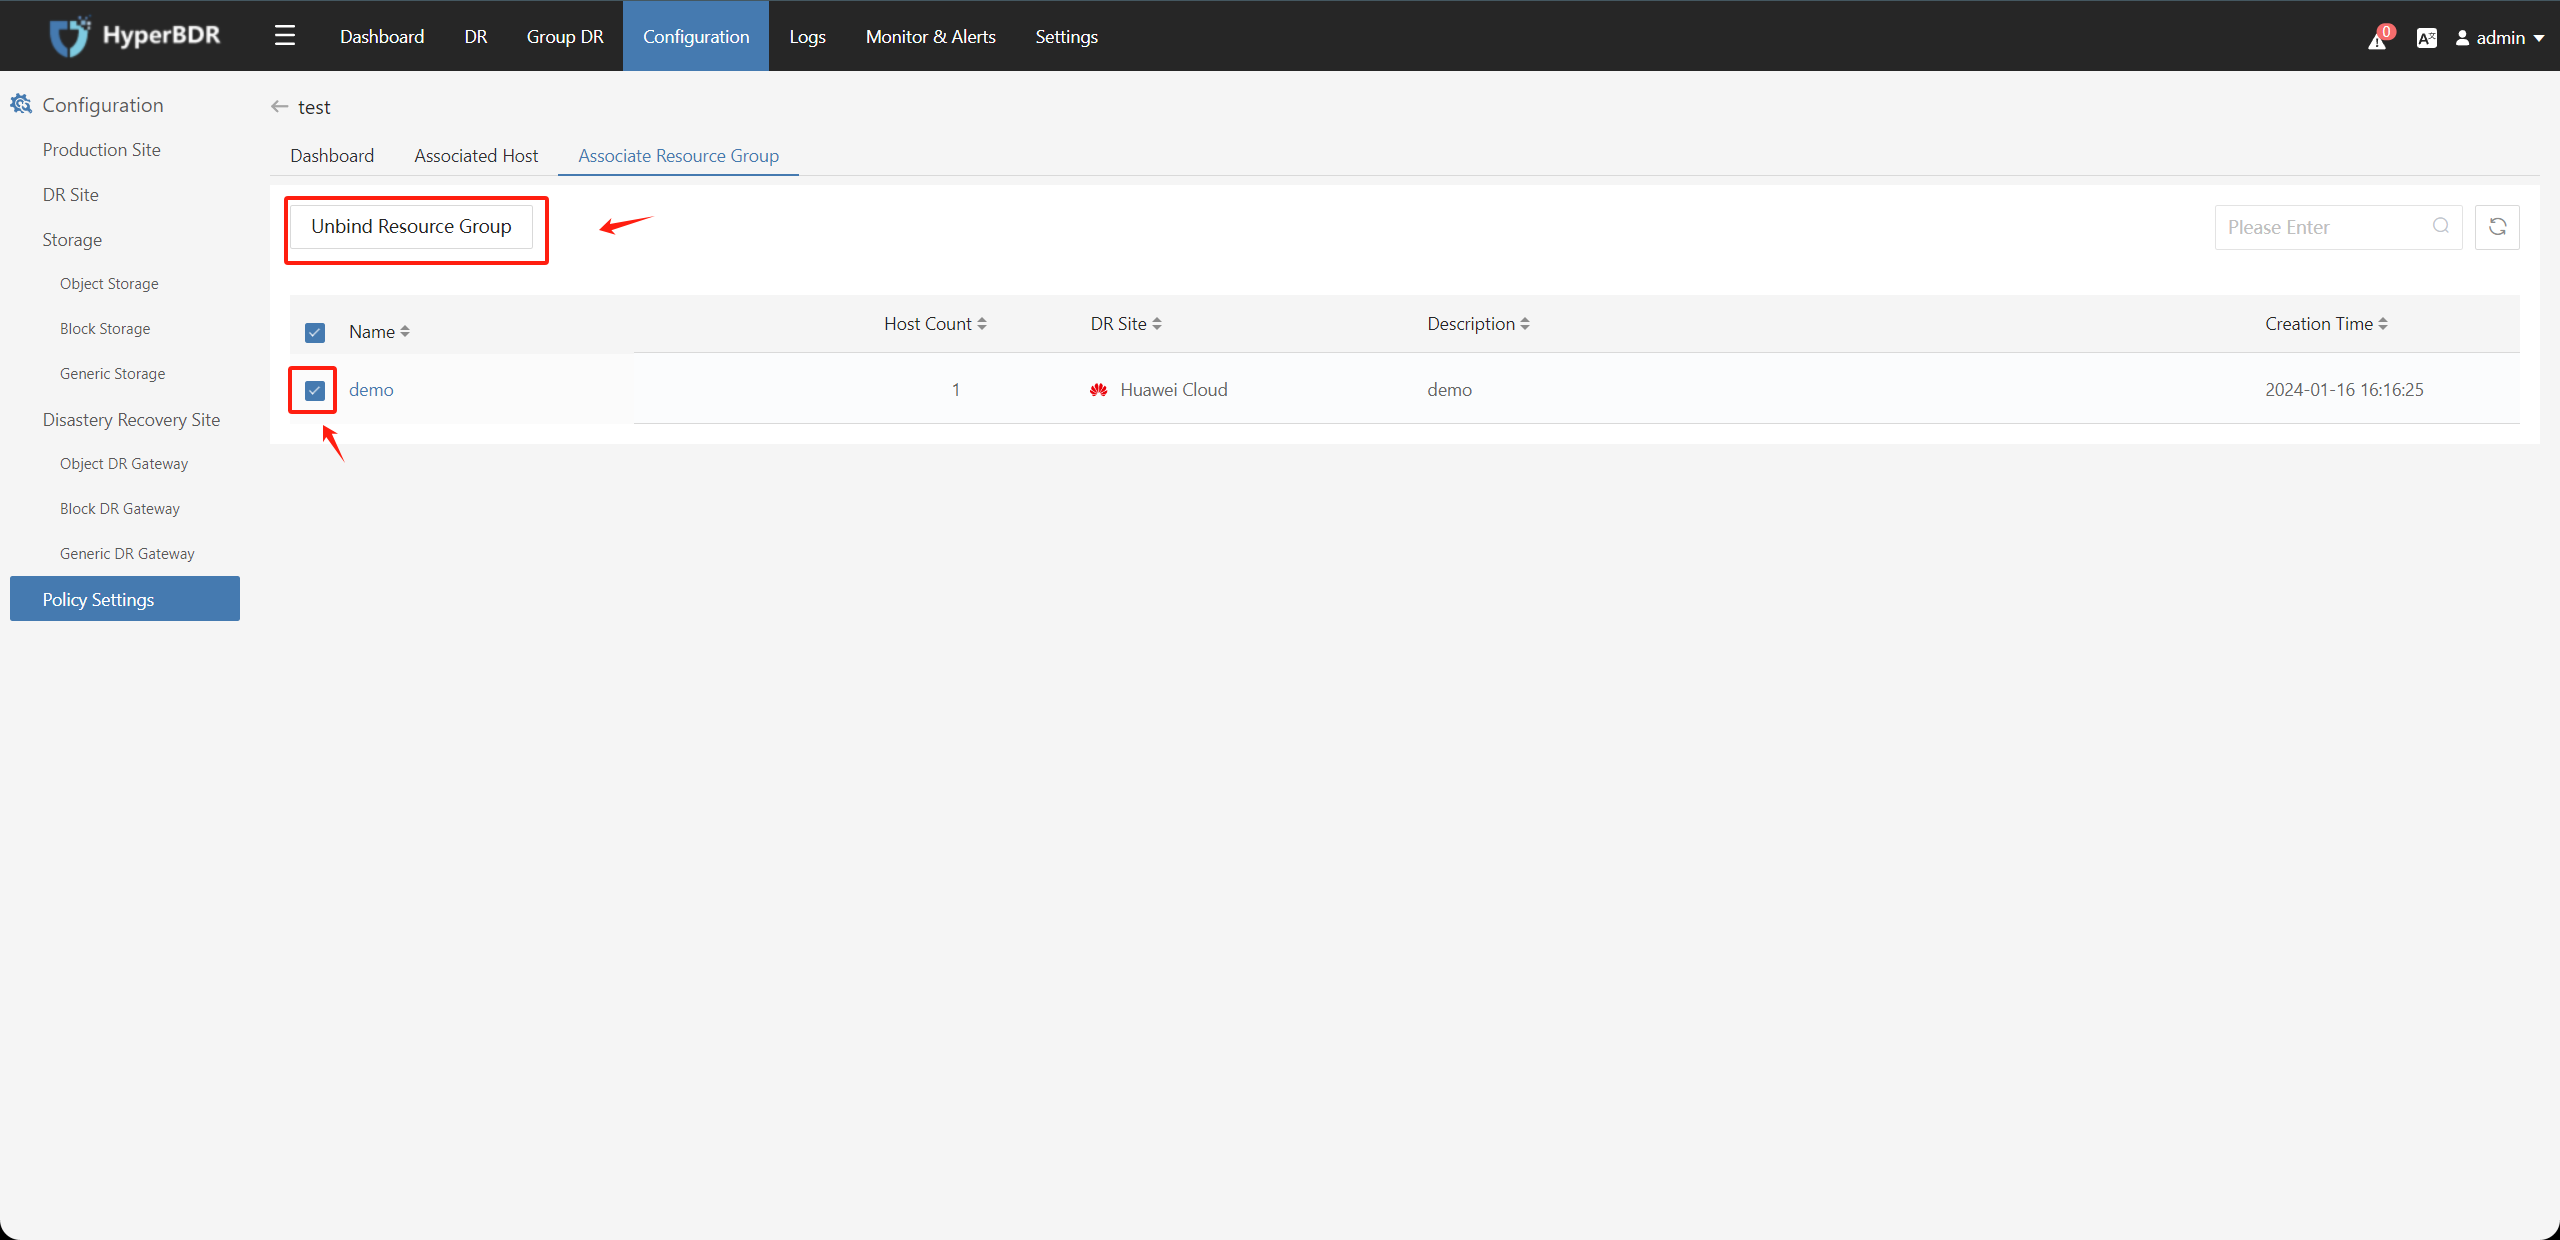 HyperBDR
Dashboard DR Group DR Configuration Logs Monitor & Alerts Settings 0 A文 admin
Configuration
Production Site
DR Site
Storage
Object Storage
Block Storage
Generic Storage
Disastery Recovery Site
Object DR Gateway
Block DR Gateway
Generic DR Gateway
Policy Settings
test
Dashboard Associated Host Associate Resource Group
Unbind Resource Group Please Enter
Name Host Count DR Site Description Creation Time
demo 1 Huawei Cloud demo 2024-01-16 16:16:25